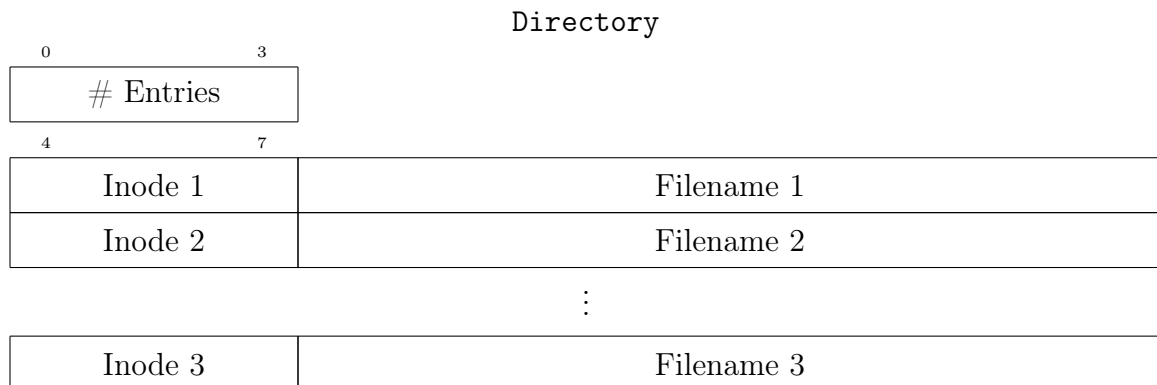 Directory
0 3
# Entries
4 7
Inode 1 Filename 1
Inode 2 Filename 2
⋮
Inode 3 Filename 3